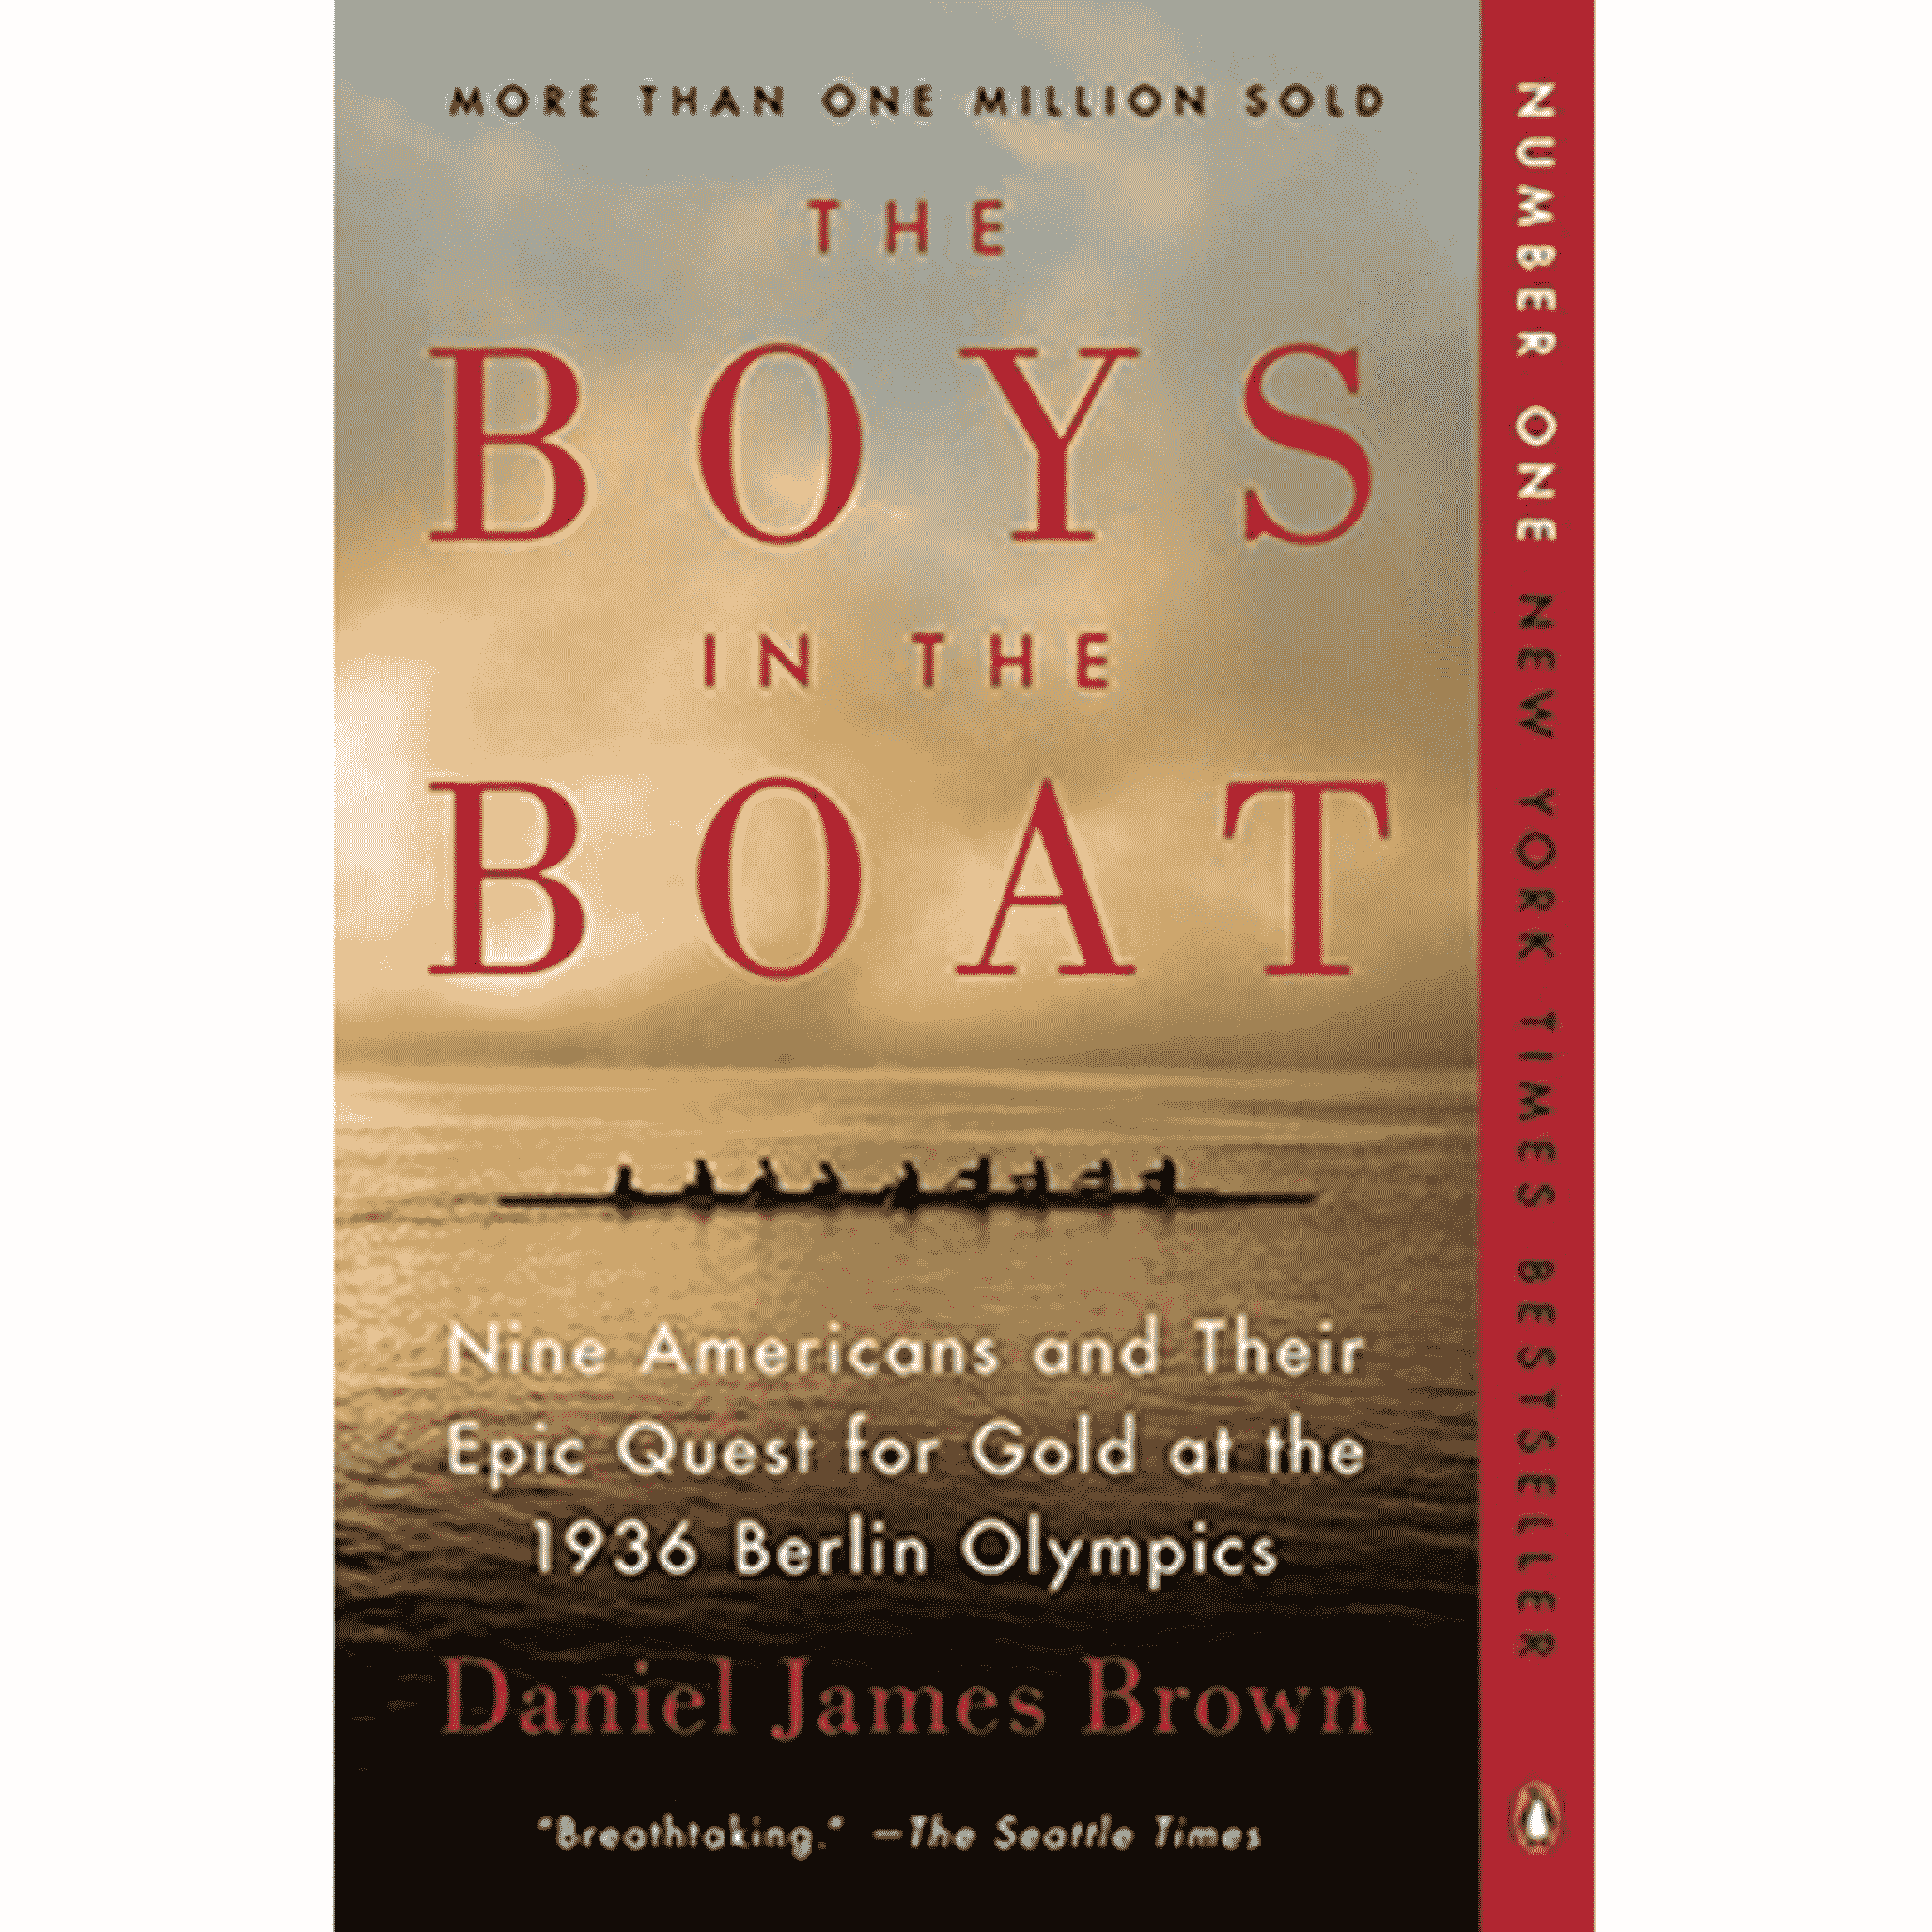 MORE THAN ONE MILLION SOLD
THE
BOYS
IN THE
BOAT
Nine Americans and Their
Epic Quest for Gold at the
1936 Berlin Olympics
Daniel James Brown
"Breathtaking." —The Seattle Times
NUMBER ONE NEW YORK TIMES BESTSELLER